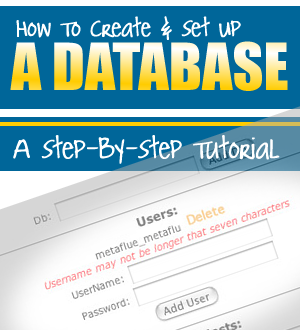 How To Create & Set Up
A DATABASE
A Step-By-Step Tutorial
Db:
Users:
metaflue_metaflu Delete
Username may not be longer that seven characters
UserName:
Password:
Add User